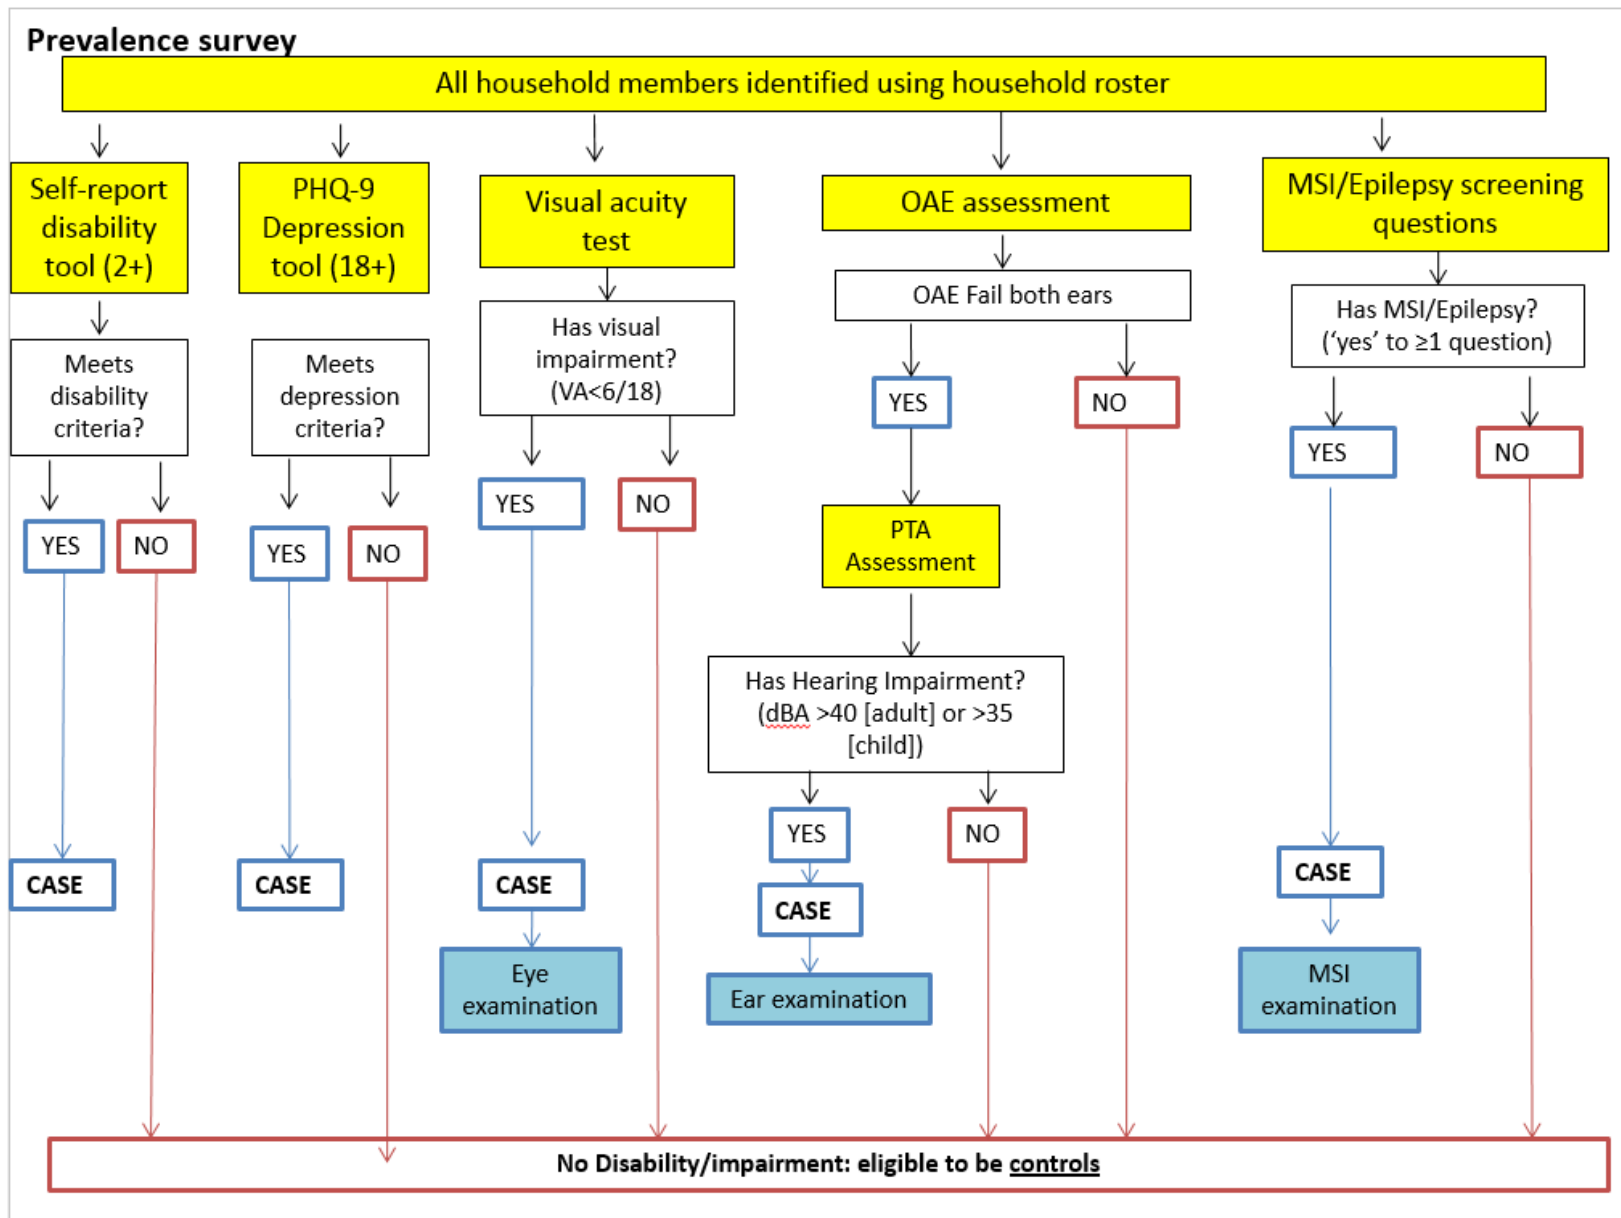 Prevalence survey
All household members identified using household roster
Self-report
disability
tool (2+)
PHQ-9
Depression
tool (18+)
Visual acuity
test
OAE assessment
MSI/Epilepsy screening
questions
Meets
disability
criteria?
Meets
depression
criteria?
Has visual
impairment?
(VA<6/18)
OAE Fail both ears
Has MSI/Epilepsy?
(‘yes’ to ≥1 question)
YES
NO
YES
NO
YES
NO
YES
NO
YES
NO
PTA
Assessment
Has Hearing Impairment?
(dBA >40 [adult] or >35
[child])
YES
NO
CASE
CASE
CASE
CASE
CASE
Eye
examination
Ear examination
MSI
examination
No Disability/impairment: eligible to be controls